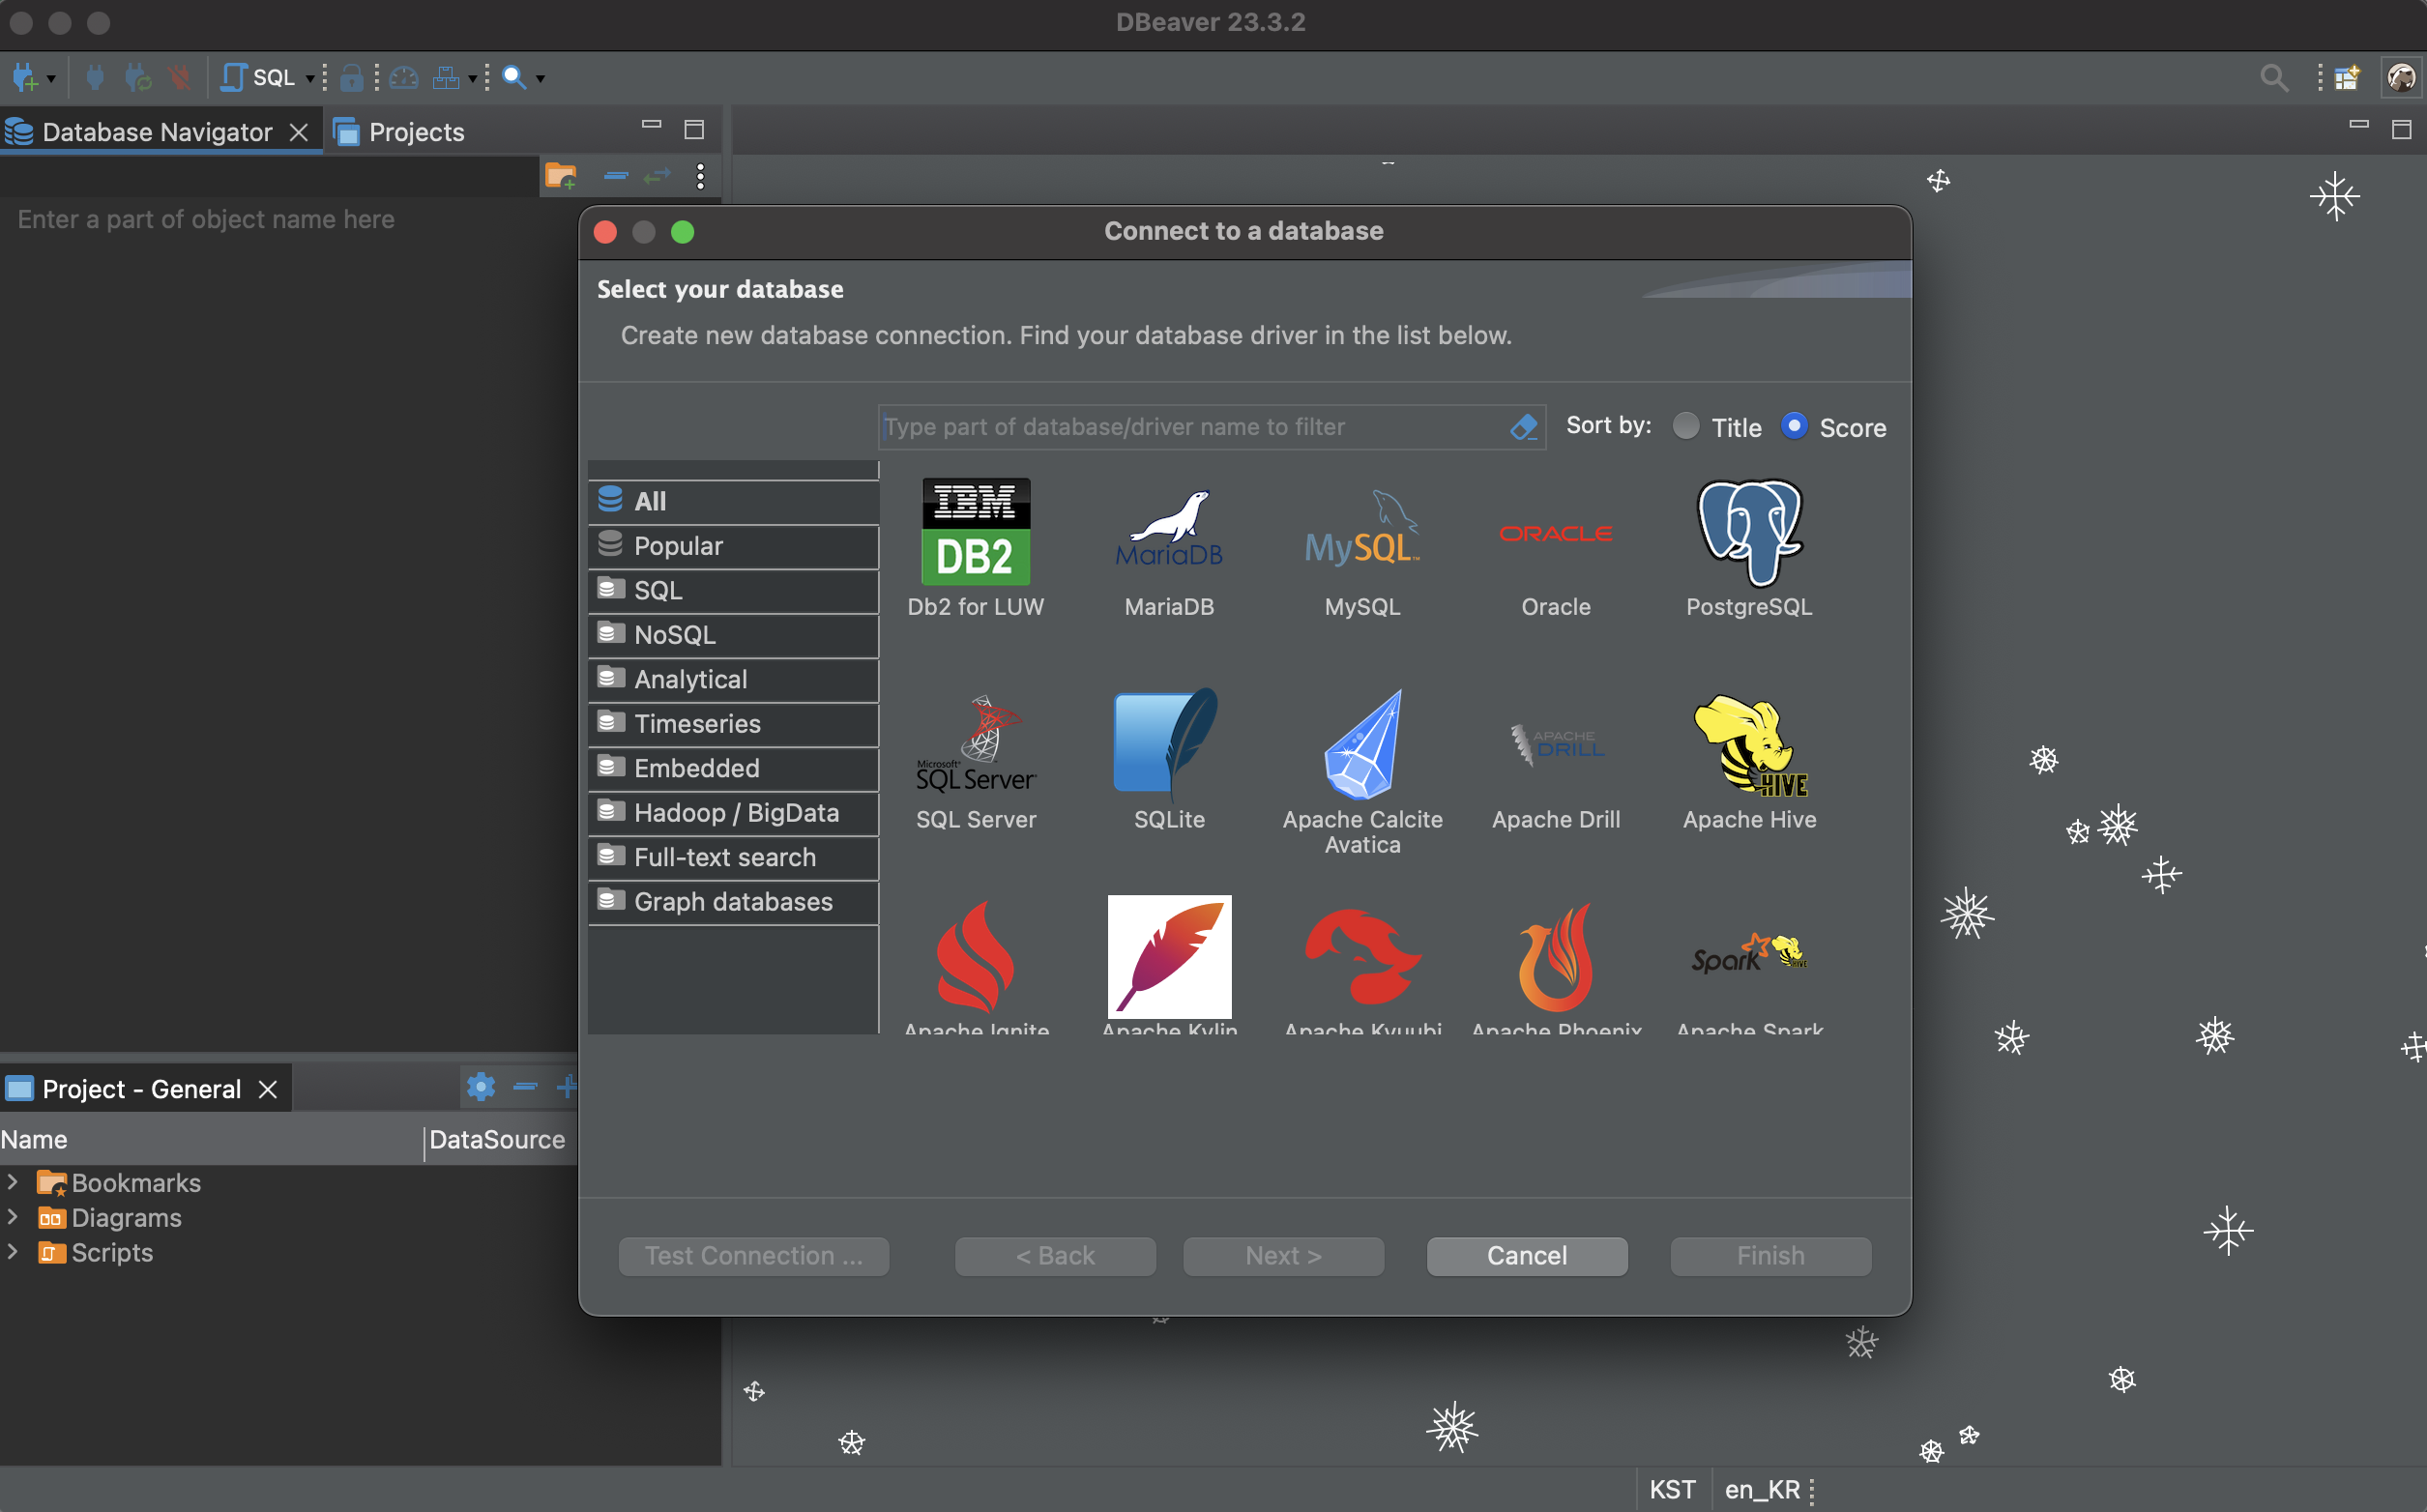 DBeaver 23.3.2
SQL
Database Navigator
Projects
Enter a part of object name here
Connect to a database
Select your database
Create new database connection. Find your database driver in the list below.
Type part of database/driver name to filter
Sort by:
Title
Score
All
Popular
SQL
NoSQL
Analytical
Timeseries
Embedded
Hadoop / BigData
Full-text search
Graph databases
IBM
DB2
MariaDB
MySQL™
ORACLE
Db2 for LUW
MariaDB
MySQL
Oracle
PostgreSQL
Microsoft®
SQL Server®
APACHE
DRILL
HIVE
SQL Server
SQLite
Apache Calcite
Avatica
Apache Drill
Apache Hive
Spark
HIVE
Apache Ignite
Apache Kylin
Apache Kyuubi
Apache Phoenix
Apache Spark
Project - General
Name
DataSource
Bookmarks
Diagrams
Scripts
Test Connection ...
< Back
Next >
Cancel
Finish
KST
en_KR